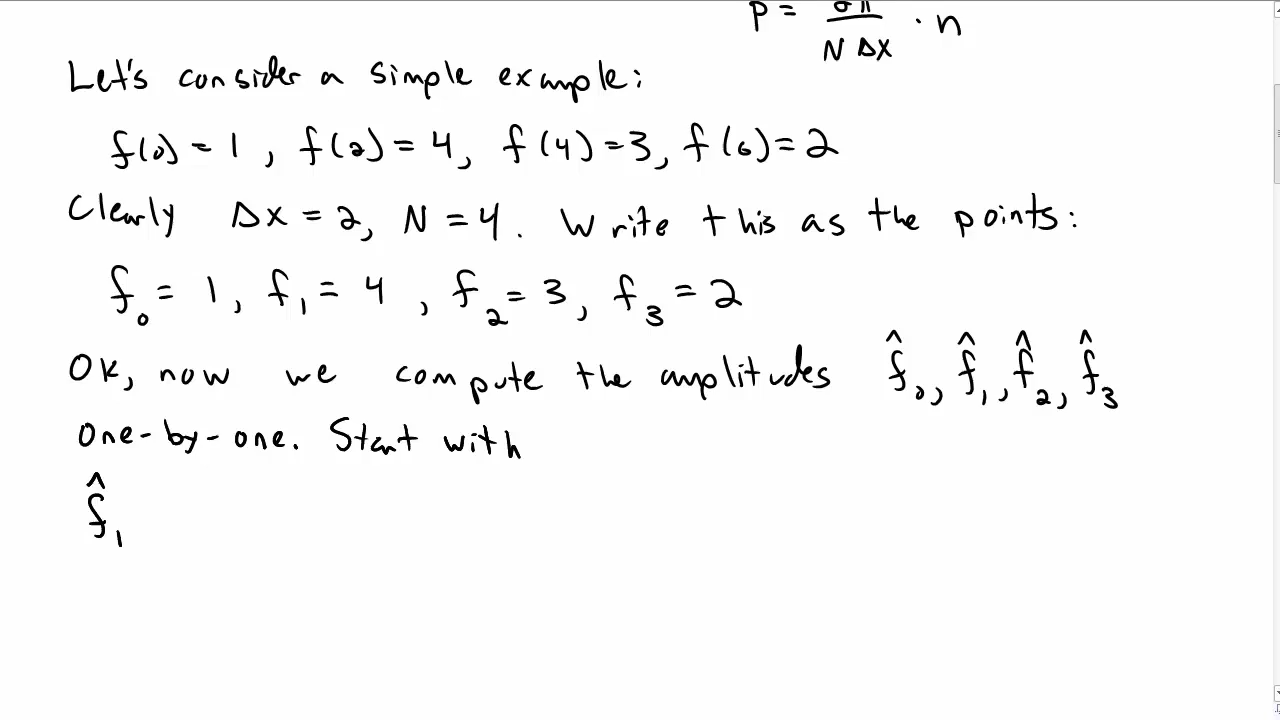 p = — · n
N Δx
Let's consider a simple example:
f(0) = 1, f(2) = 4, f(4) = 3, f(6) = 2
Clearly Δx = 2, N = 4. Write this as the points:
f₀ = 1, f₁ = 4, f₂ = 3, f₃ = 2
Ok, now we compute the amplitudes f̂₀, f̂₁, f̂₂, f̂₃
one-by-one. Start with
f̂₁